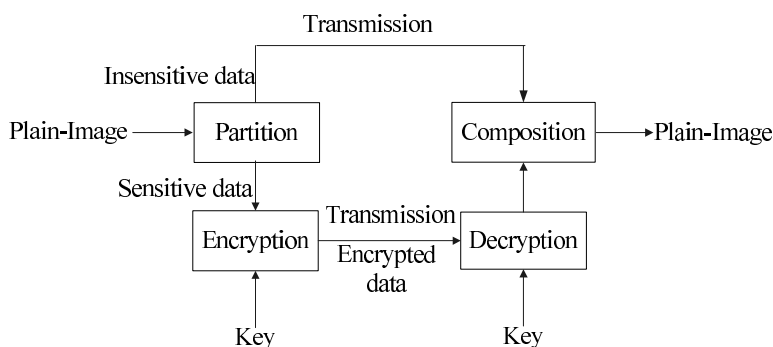 Transmission
Insensitive data
Plain-Image
Partition
Composition
Plain-Image
Sensitive data
Transmission
Encryption
Decryption
Encrypted
data
Key
Key